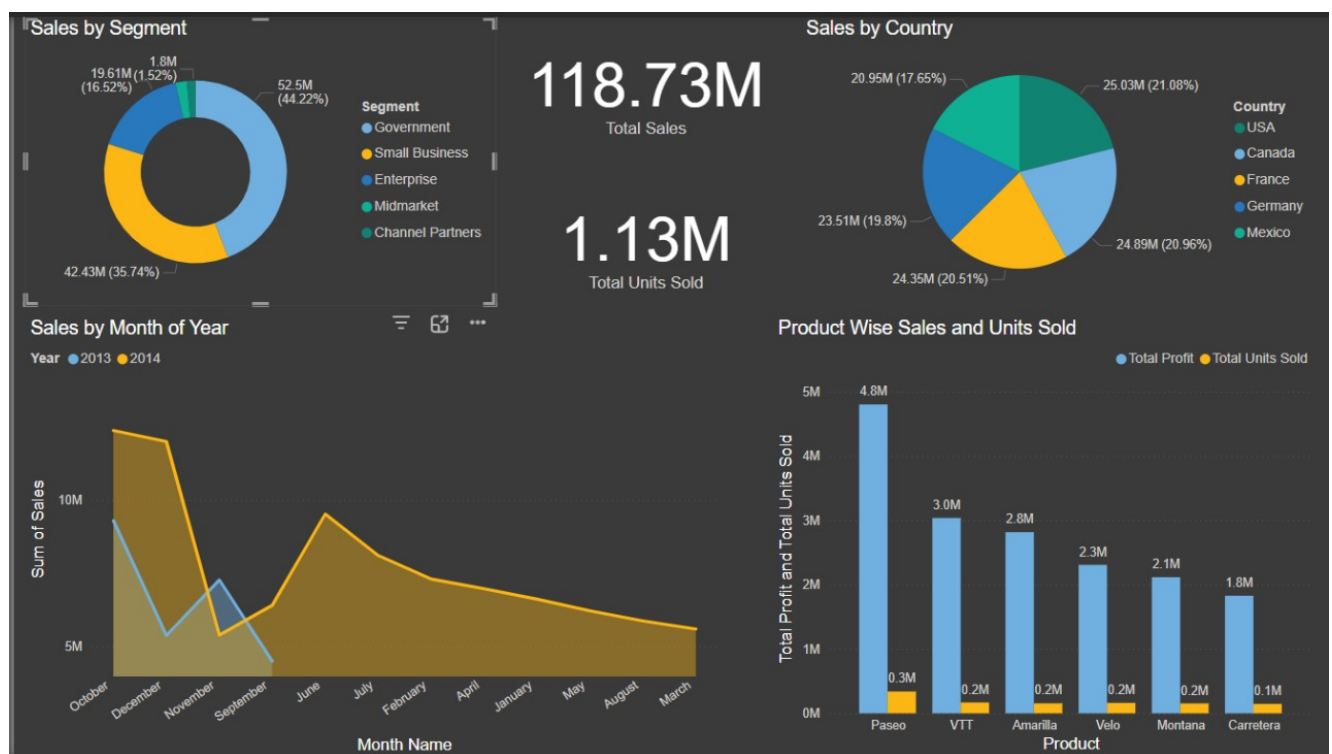 Sales by Segment
1.8M
(1.52%)
19.61M
(16.52%)
52.5M
(44.22%)
42.43M (35.74%)
Segment
Government
Small Business
Enterprise
Midmarket
Channel Partners
118.73M
Total Sales
1.13M
Total Units Sold
Sales by Country
20.95M (17.65%)
25.03M (21.08%)
23.51M (19.8%)
24.89M (20.96%)
24.35M (20.51%)
Country
USA
Canada
France
Germany
Mexico
Sales by Month of Year
Year 2013 2014
Sum of Sales
10M
5M
October December November September June July February April January May August March
Month Name
Product Wise Sales and Units Sold
Total Profit Total Units Sold
Total Profit and Total Units Sold
5M
4M
3M
2M
1M
0M
4.8M
3.0M
2.8M
2.3M
2.1M
1.8M
0.3M 0.2M 0.2M 0.2M 0.2M 0.1M
Paseo VTT Amarilla Velo Montana Carretera
Product